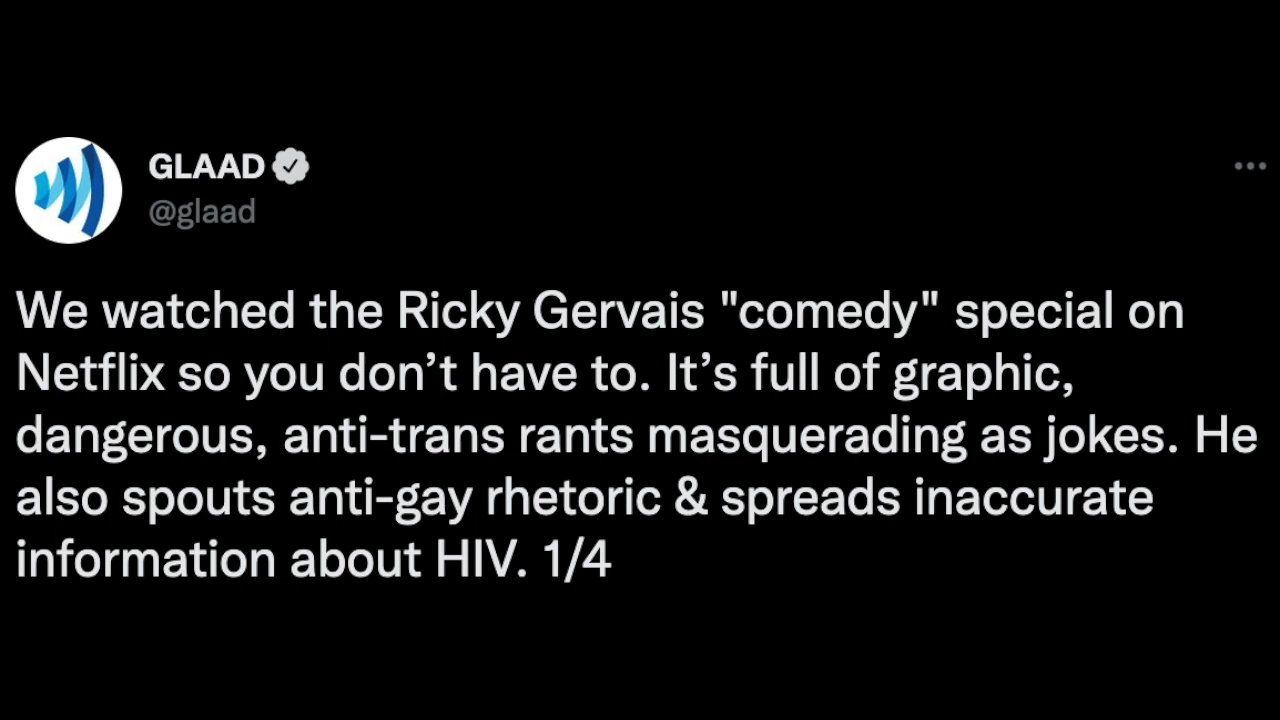 GLAAD
@glaad
We watched the Ricky Gervais "comedy" special on
Netflix so you don’t have to. It’s full of graphic,
dangerous, anti-trans rants masquerading as jokes. He
also spouts anti-gay rhetoric & spreads inaccurate
information about HIV. 1/4